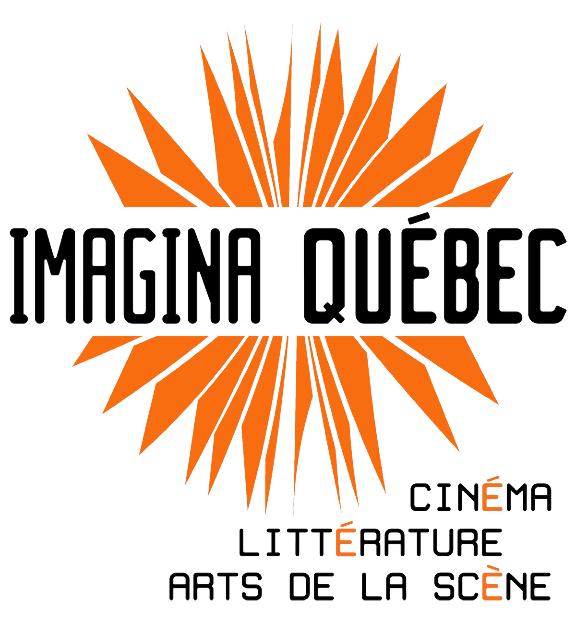 IMAGINA QUÉBEC
CINÉMA
LITTÉRATURE
ARTS DE LA SCÈNE